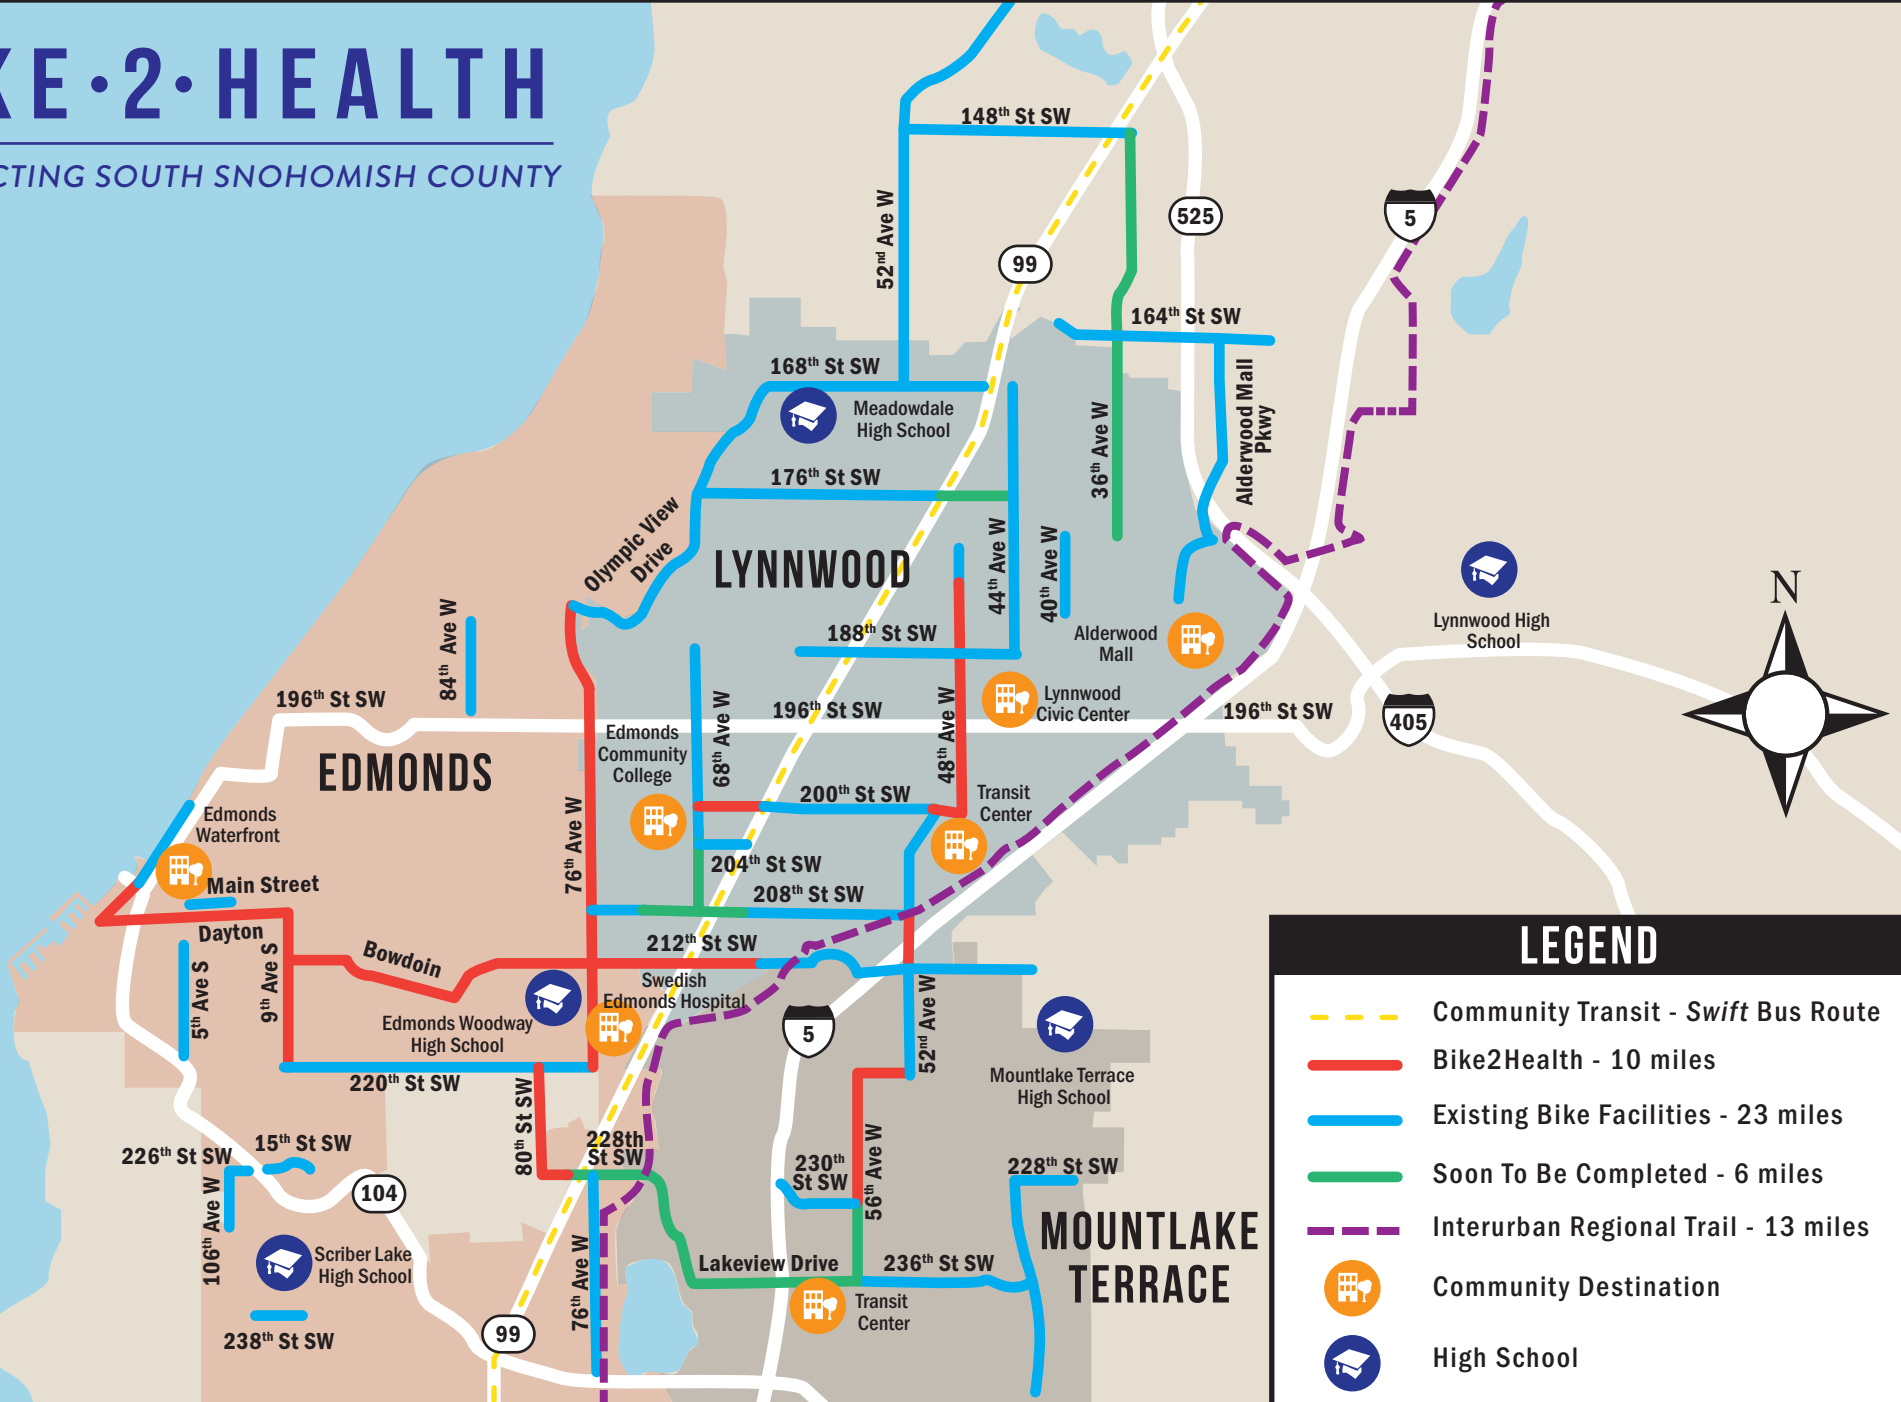 KE•2•HEALTH
CTING SOUTH SNOHOMISH COUNTY
148th St SW
52nd Ave W
525
5
99
164th St SW
168th St SW
Meadowdale
High School
Alderwood Mall
Pkwy
36th Ave W
176th St SW
Olympic View
Drive
LYNNWOOD
44th Ave W
40th Ave W
84th Ave W
188th St SW
Alderwood
Mall
Lynnwood High
School
N
196th St SW
68th Ave W
196th St SW
48th Ave W
Lynnwood
Civic Center
196th St SW
405
EDMONDS
Edmonds
Community
College
76th Ave W
200th St SW
Transit
Center
Edmonds
Waterfront
204th St SW
Main Street
208th St SW
Dayton
5th Ave S
9th Ave S
Bowdoin
212th St SW
Swedish
Edmonds Hospital
Edmonds Woodway
High School
5
52nd Ave W
Mountlake Terrace
High School
220th St SW
80th St SW
228th
St SW
226th St SW
15th St SW
106th Ave W
104
230th
St SW
56th Ave W
228th St SW
MOUNTLAKE
TERRACE
Scriber Lake
High School
76th Ave W
Lakeview Drive
236th St SW
Transit
Center
238th St SW
99
LEGEND
Community Transit - Swift Bus Route
Bike2Health - 10 miles
Existing Bike Facilities - 23 miles
Soon To Be Completed - 6 miles
Interurban Regional Trail - 13 miles
Community Destination
High School